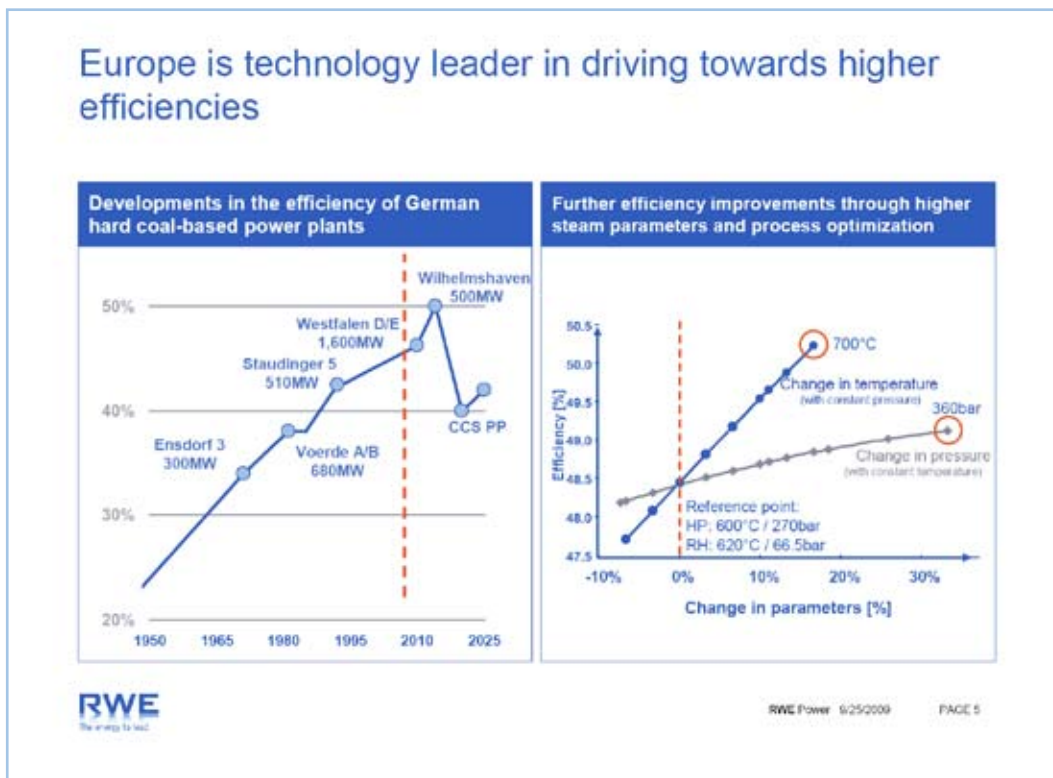 Europe is technology leader in driving towards higher
efficiencies
Developments in the efficiency of German
hard coal-based power plants
50%
40%
30%
20%
1950
1965
1980
1995
2010
2025
Ensdorf 3
300MW
Voerde A/B
680MW
Staudinger 5
510MW
Westfalen D/E
1,600MW
Wilhelmshaven
500MW
CCS PP
Further efficiency improvements through higher
steam parameters and process optimization
Efficiency [%]
50.5
50.0
49.5
49.0
48.5
48.0
47.5
-10%
0%
10%
20%
30%
Change in parameters [%]
700°C
Change in temperature
(with constant pressure)
360bar
Change in pressure
(with constant temperature)
Reference point:
HP: 600°C / 270bar
RH: 620°C / 66.5bar
RWE
The energy to lead
RWE Power 9/25/2009 PAGE 5